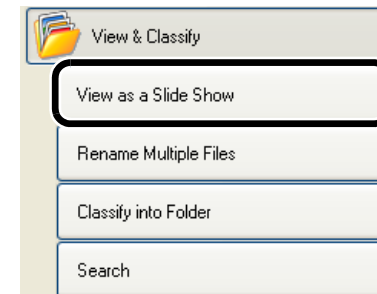 View & Classify
View as a Slide Show
Rename Multiple Files
Classify into Folder
Search